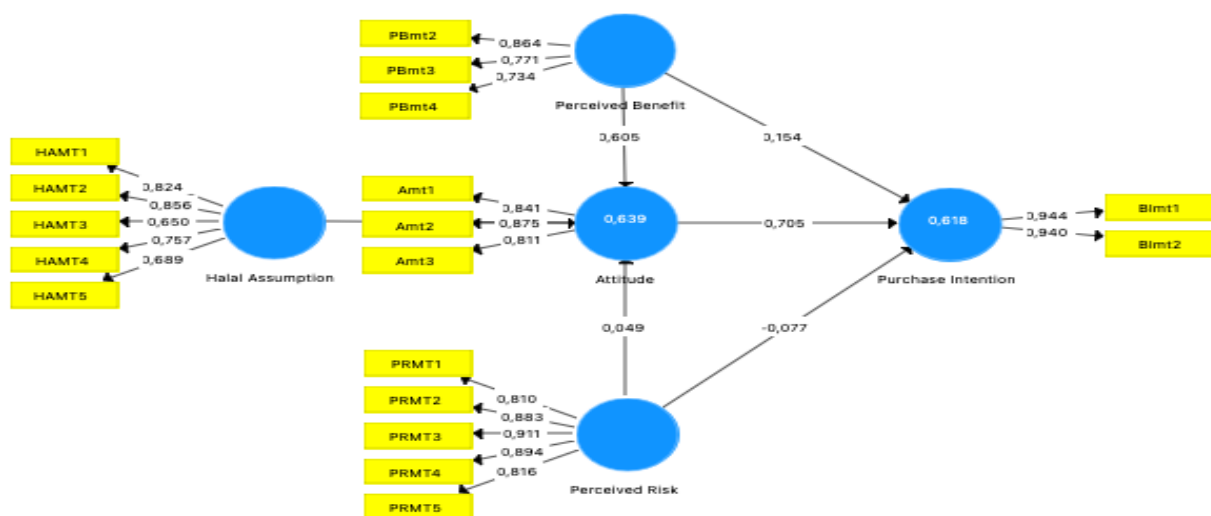 PBmt2
0,864
PBmt3
0,771
PBmt4
0,734
Perceived Benefit
0,605
0,154
HAMT1
HAMT2
HAMT3
HAMT4
HAMT5
0,824
0,856
0,650
0,757
0,689
Halal Assumption
Amt1
Amt2
Amt3
0,841
0,875
0,811
0,639
Attitude
0,705
0,618
Purchase Intention
0,944
0,940
BImt1
BImt2
0,049
-0,077
PRMT1
PRMT2
PRMT3
PRMT4
PRMT5
0,810
0,883
0,911
0,894
0,816
Perceived Risk